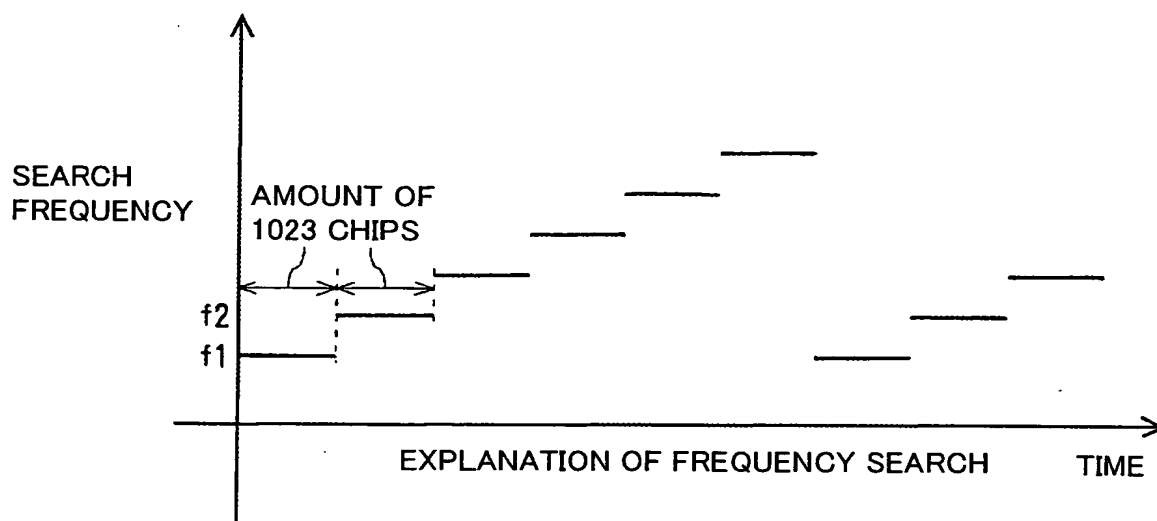 SEARCH
FREQUENCY
AMOUNT OF
1023 CHIPS
f2
f1
EXPLANATION OF FREQUENCY SEARCH
TIME